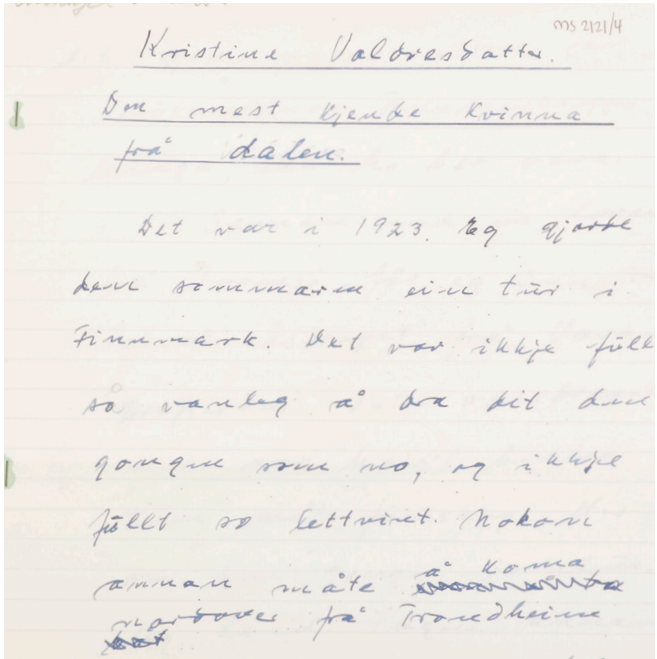 MS 2121/4
Kristine Valdresdatter.
Den mest kjende kvinna
frå dalen.
Det var i 1923. Eg gjorde
den sommaren ein tur i
Finnmark. Det var ikkje fullt
so vanleg å dra dit den
gongen som no, og ikkje
fullt so lettvint. Nokon
annan måte å koma
nordover frå Trondheim